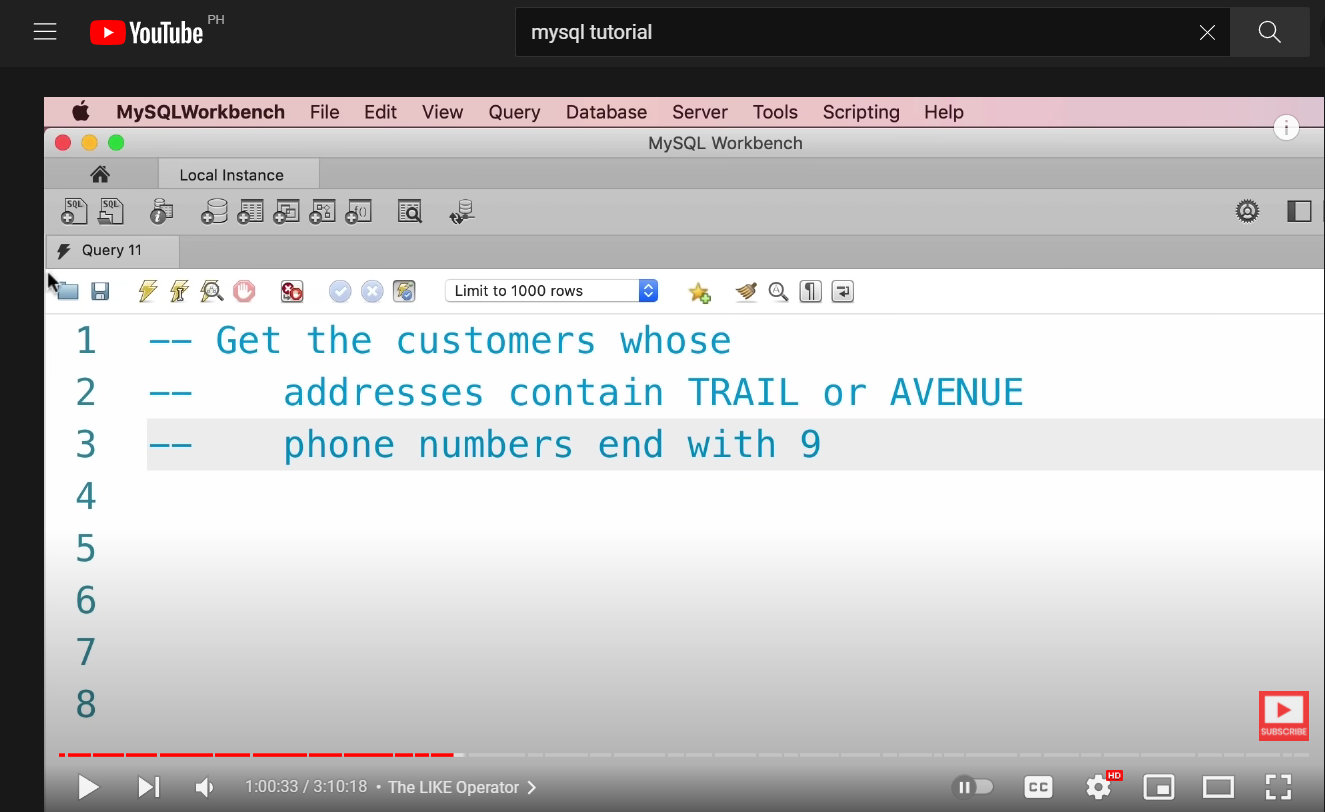 YouTube PH
mysql tutorial
MySQLWorkbench File Edit View Query Database Server Tools Scripting Help
MySQL Workbench
Local Instance
SQL SQL
Query 11
Limit to 1000 rows
1 -- Get the customers whose
2 -- addresses contain TRAIL or AVENUE
3 -- phone numbers end with 9
4
5
6
7
8
SUBSCRIBE
1:00:33 / 3:10:18 • The LIKE Operator
CC HD